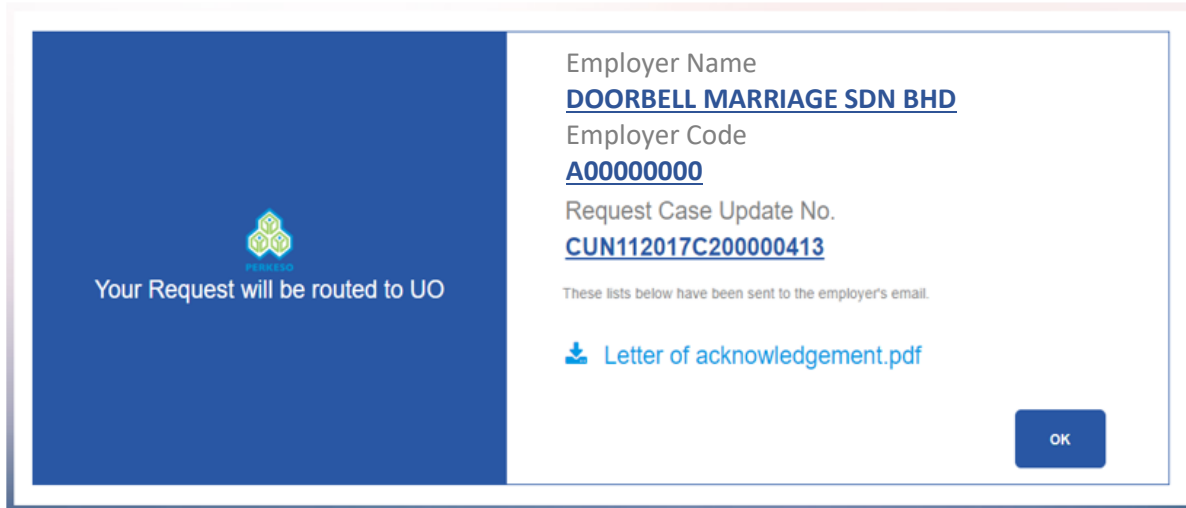 PERKESO
Your Request will be routed to UO
Employer Name
DOORBELL MARRIAGE SDN BHD
Employer Code
A00000000
Request Case Update No.
CUN112017C200000413
These lists below have been sent to the employer's email.
Letter of acknowledgement.pdf
OK